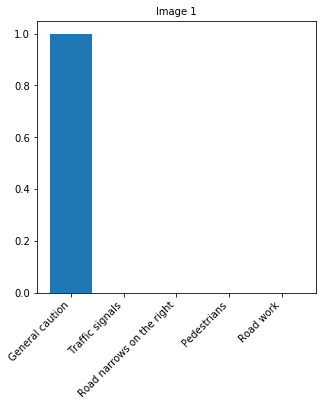 Image 1
1.0
0.8
0.6
0.4
0.2
0.0
General caution
Traffic signals
Road narrows on the right
Pedestrians
Road work